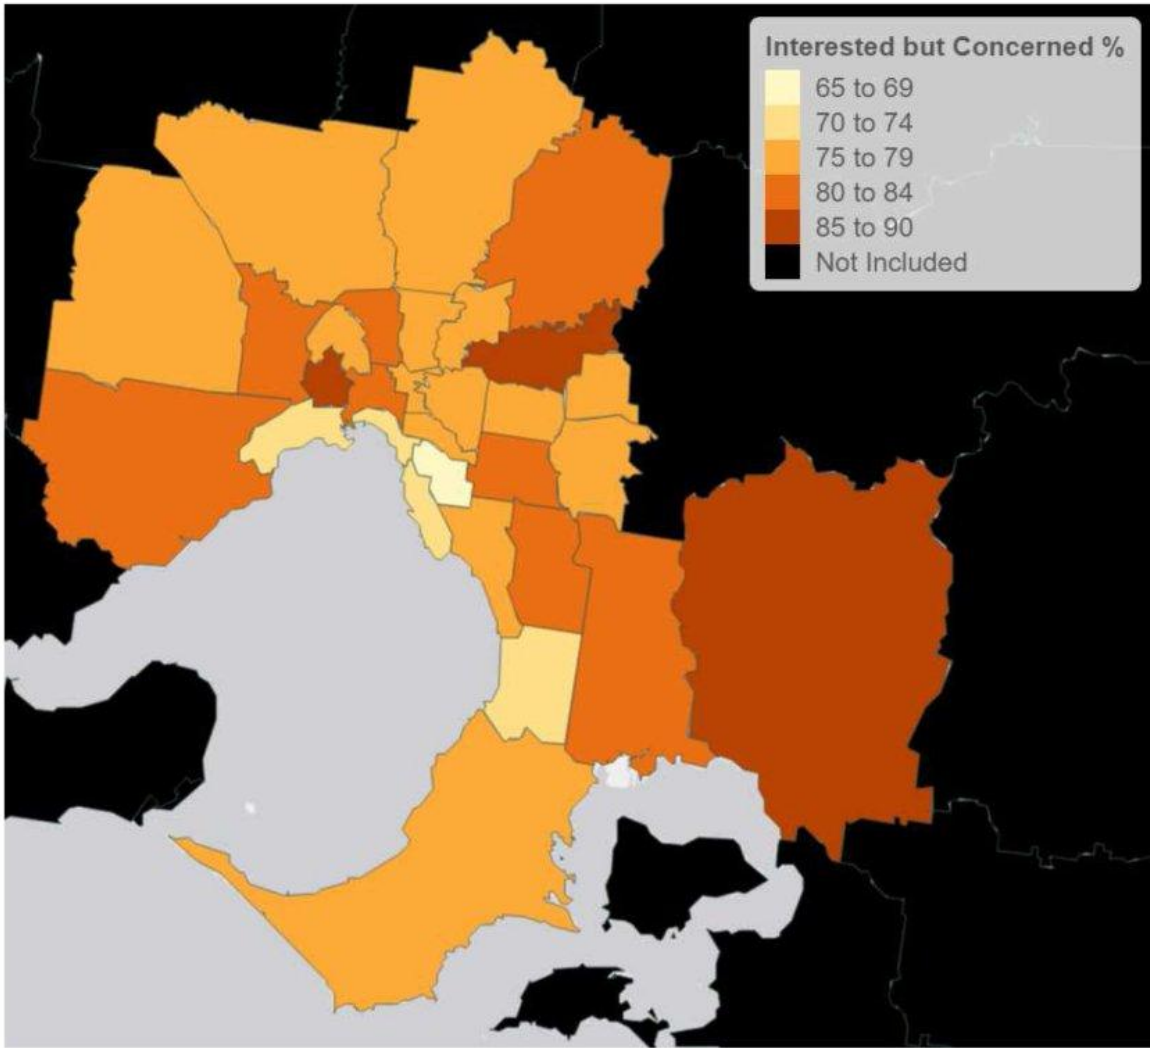 Interested but Concerned %
65 to 69
70 to 74
75 to 79
80 to 84
85 to 90
Not Included